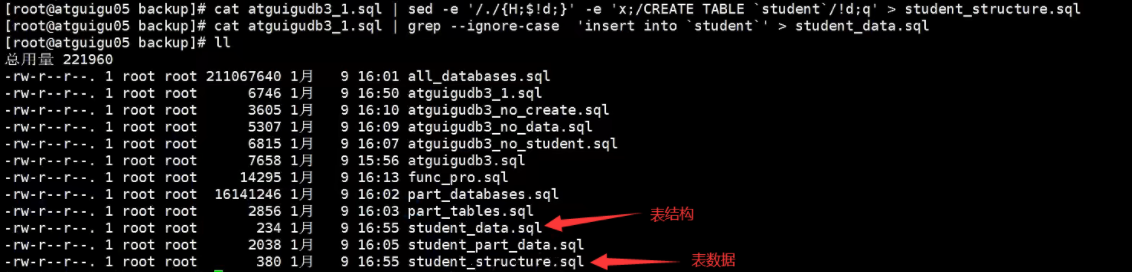 [root@atguigu05 backup]# cat atguigudb3_1.sql | sed -e '/./{H;$!d;}' -e 'x;/CREATE TABLE `student`/!d;q' > student_structure.sql
[root@atguigu05 backup]# cat atguigudb3_1.sql | grep --ignore-case  'insert into `student`' > student_data.sql
[root@atguigu05 backup]# ll
总用量 221960
-rw-r--r--. 1 root root 211067640 1月   9 16:01 all_databases.sql
-rw-r--r--. 1 root root      6746 1月   9 16:50 atguigudb3_1.sql
-rw-r--r--. 1 root root      3605 1月   9 16:10 atguigudb3_no_create.sql
-rw-r--r--. 1 root root      5307 1月   9 16:09 atguigudb3_no_data.sql
-rw-r--r--. 1 root root      6815 1月   9 16:07 atguigudb3_no_student.sql
-rw-r--r--. 1 root root      7658 1月   9 15:56 atguigudb3.sql
-rw-r--r--. 1 root root     14295 1月   9 16:13 func_pro.sql
-rw-r--r--. 1 root root  16141246 1月   9 16:02 part_databases.sql
-rw-r--r--. 1 root root      2856 1月   9 16:03 part_tables.sql
-rw-r--r--. 1 root root       234 1月   9 16:55 student_data.sql 表结构
-rw-r--r--. 1 root root      2038 1月   9 16:05 student_part_data.sql
-rw-r--r--. 1 root root       380 1月   9 16:55 student_structure.sql 表数据